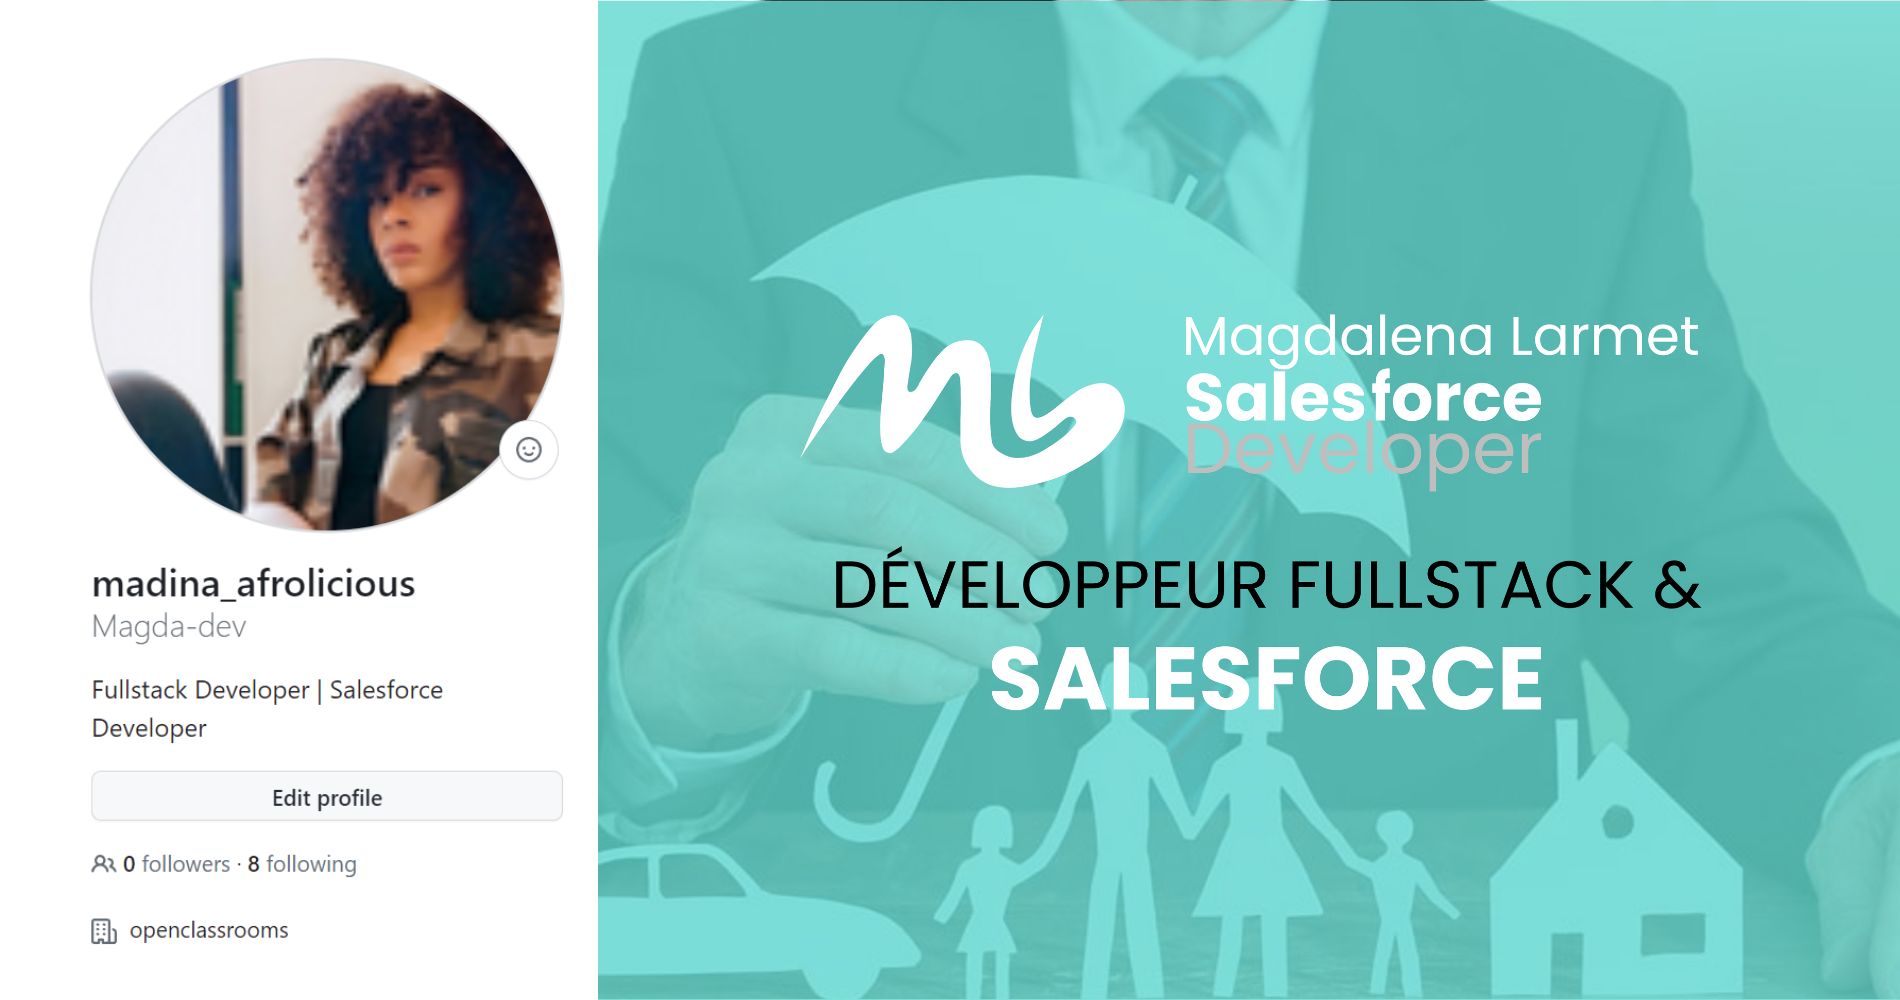 madina_afrolicious
Magda-dev
Fullstack Developer | Salesforce
Developer
Edit profile
0 followers · 8 following
openclassrooms
Mb
Magdalena Larmet
Salesforce
Developer
DÉVELOPPEUR FULLSTACK &
SALESFORCE